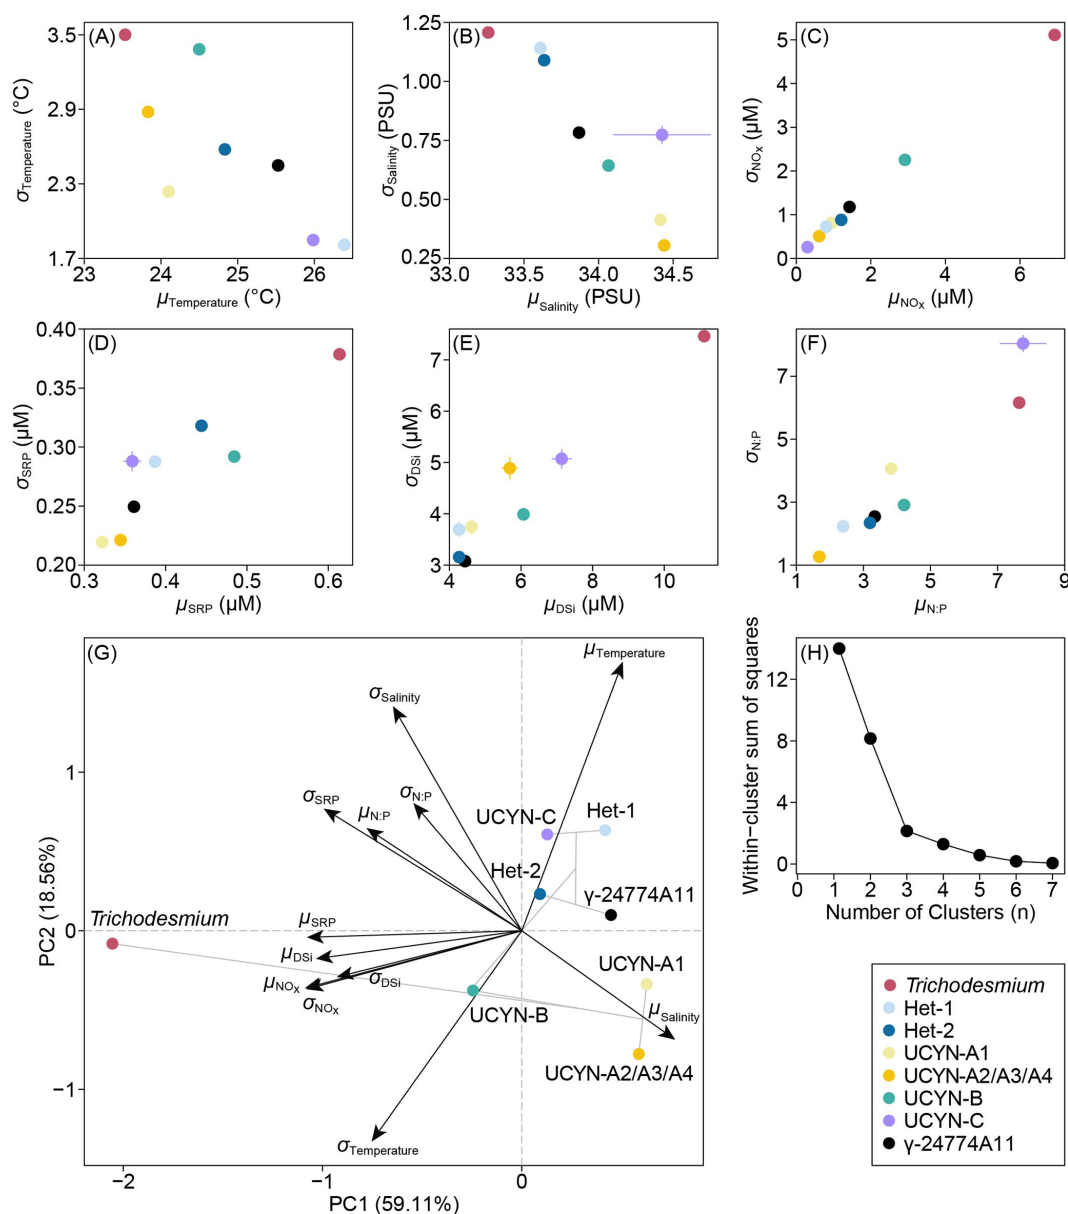 (A)
3.5
2.9
2.3
1.7
σTemperature (°C)
23
24
25
26
μTemperature (°C)
(B)
1.25
1.00
0.75
0.50
0.25
σSalinity (PSU)
33.0
33.5
34.0
34.5
μSalinity (PSU)
(C)
5
4
3
2
1
0
σNOx (μM)
0
2
4
6
μNOx (μM)
(D)
0.40
0.35
0.30
0.25
0.20
σSRP (μM)
0.3
0.4
0.5
0.6
μSRP (μM)
(E)
7
6
5
4
3
σDSi (μM)
4
6
8
10
μDSi (μM)
(F)
7
5
3
1
σN:P
1
3
5
7
9
μN:P
(G)
1
0
−1
PC2 (18.56%)
μTemperature
σSalinity
σSRP
μN:P
σN:P
UCYN-C
Het-1
Het-2
γ-24774A11
Trichodesmium
μSRP
μDSi
μNOx
σDSi
σNOx
UCYN-A1
μSalinity
UCYN-B
UCYN-A2/A3/A4
σTemperature
−2
−1
0
PC1 (59.11%)
(H)
12
8
4
0
Within−cluster sum of squares
0
1
2
3
4
5
6
7
Number of Clusters (n)
Trichodesmium
Het-1
Het-2
UCYN-A1
UCYN-A2/A3/A4
UCYN-B
UCYN-C
γ-24774A11